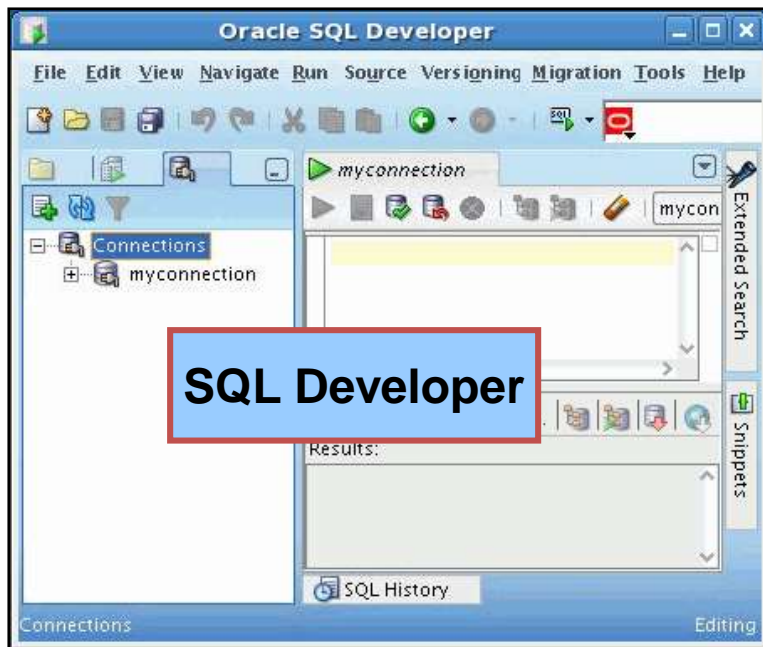 Oracle SQL Developer
File Edit View Navigate Run Source Versioning Migration Tools Help
SQL
myconnection
mycon
Connections
myconnection
Extended Search
SQL Developer
Results:
Snippets
SQL History
Connections
Editing